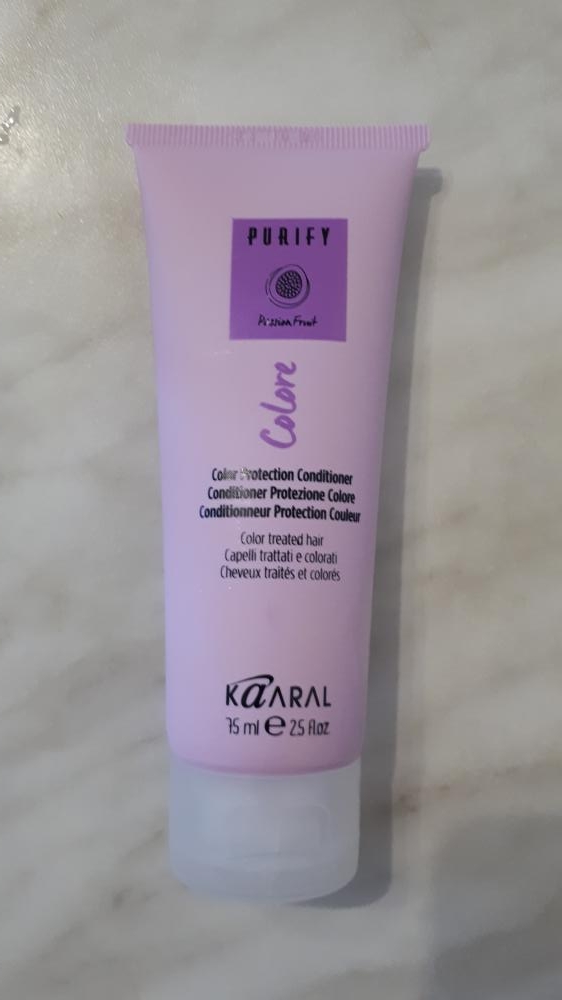 PURIFY
Passion Fruit
Colore
Color Protection Conditioner
Conditioner Protezione Colore
Conditionneur Protection Couleur
Color treated hair
Capelli trattati e colorati
Cheveux traités et colorés
KAARAL
75 ml e 2.5 fl.oz